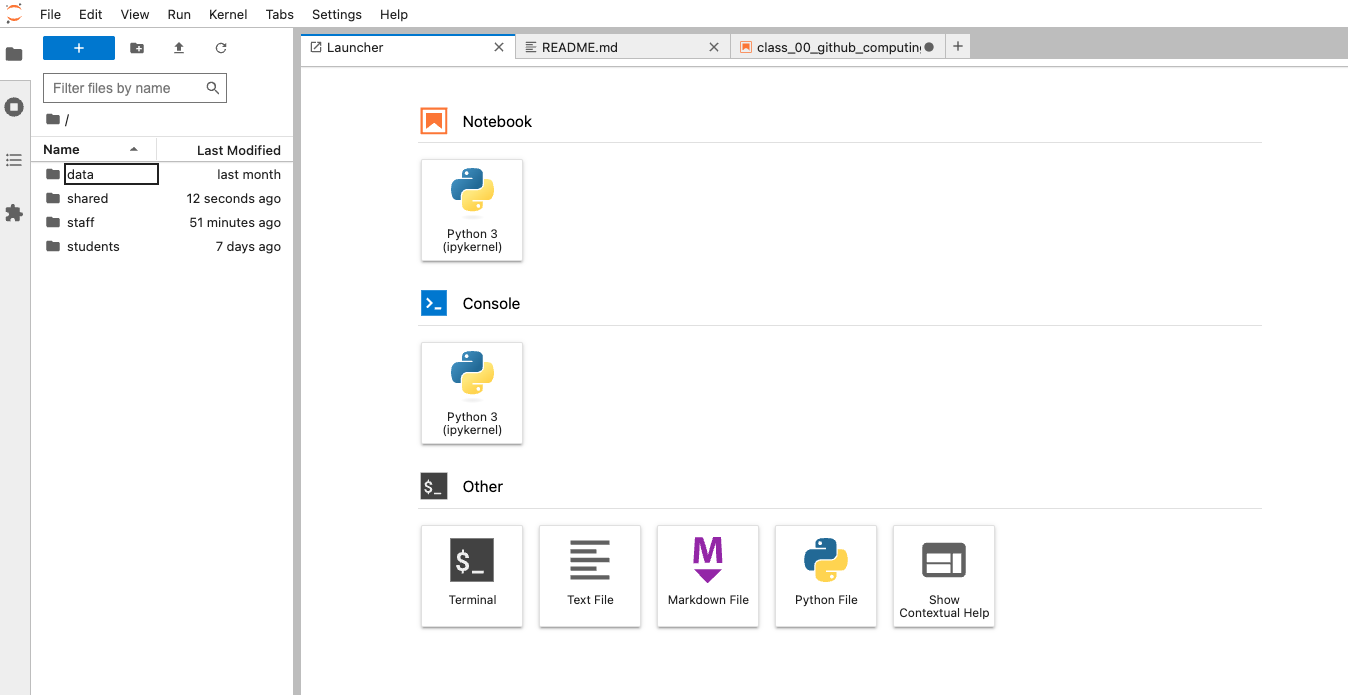 File Edit View Run Kernel Tabs Settings Help
+
Launcher
README.md
class_00_github_computing
+
Filter files by name
/
Name Last Modified
data last month
shared 12 seconds ago
staff 51 minutes ago
students 7 days ago
Notebook
Python 3
(ipykernel)
Console
Python 3
(ipykernel)
$_ Other
$_
Terminal
Text File
M
Markdown File
Python File
Show
Contextual Help